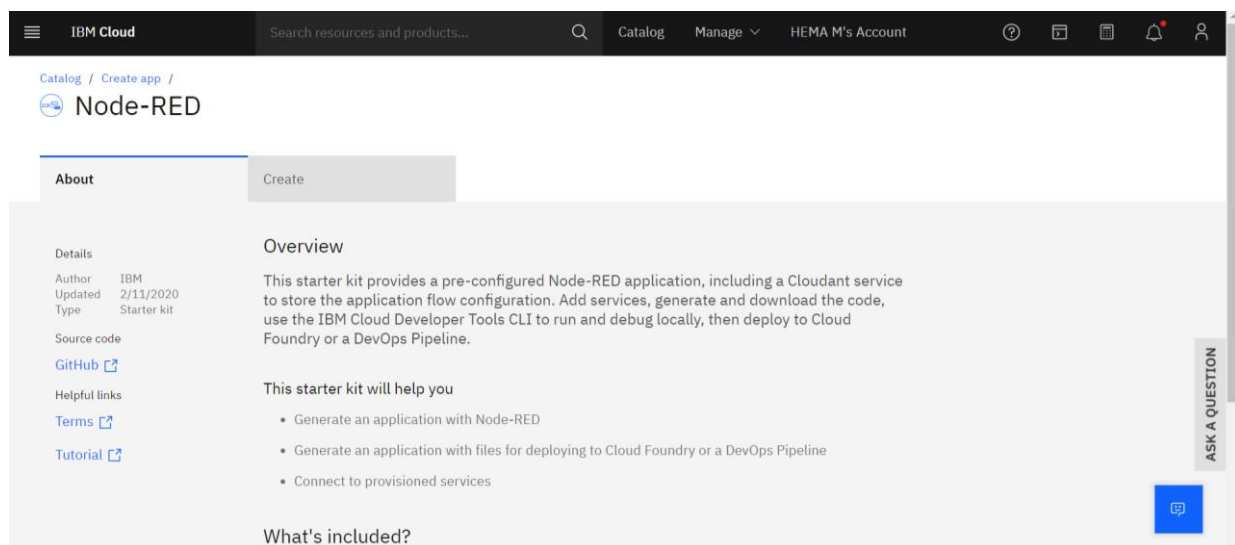 IBM Cloud
Search resources and products...
Catalog
Manage
HEMA M's Account
Catalog / Create app /
Node-RED
About
Create
Details
Author IBM
Updated 2/11/2020
Type Starter kit
Source code
GitHub
Helpful links
Terms
Tutorial
Overview
This starter kit provides a pre-configured Node-RED application, including a Cloudant service
to store the application flow configuration. Add services, generate and download the code,
use the IBM Cloud Developer Tools CLI to run and debug locally, then deploy to Cloud
Foundry or a DevOps Pipeline.
This starter kit will help you
• Generate an application with Node-RED
• Generate an application with files for deploying to Cloud Foundry or a DevOps Pipeline
• Connect to provisioned services
What's included?
ASK A QUESTION